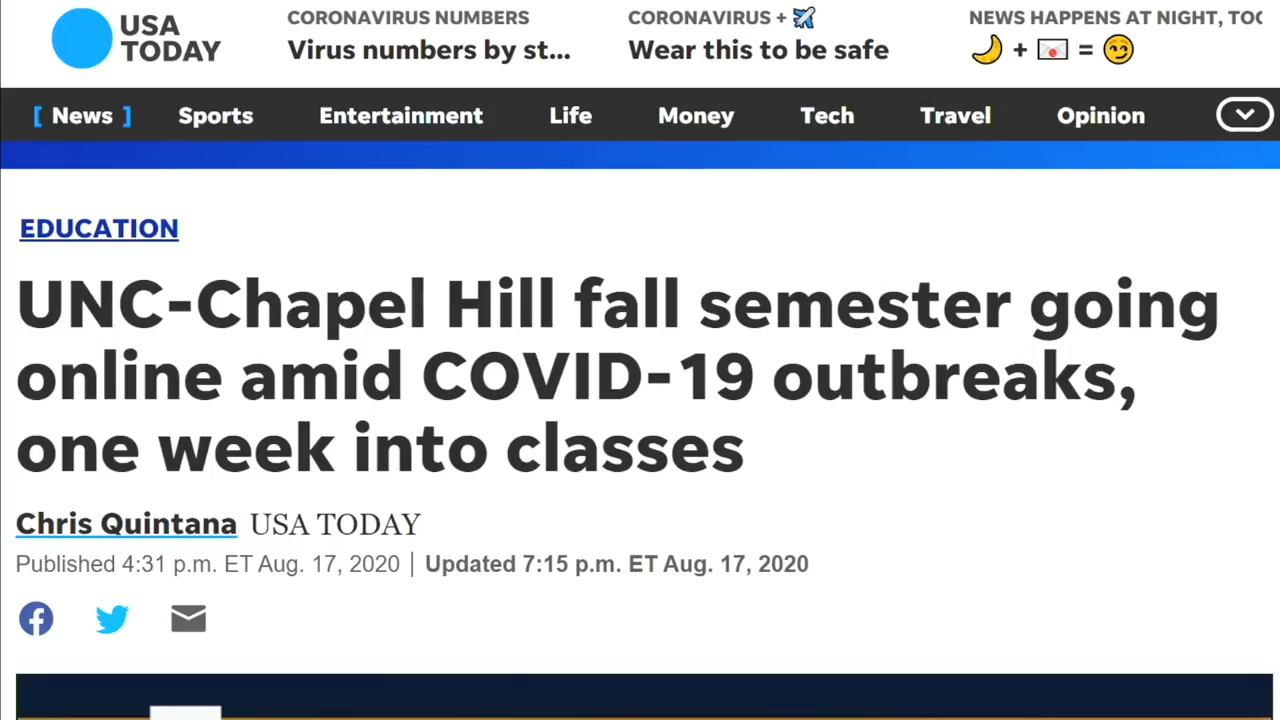 USA
TODAY
CORONAVIRUS NUMBERS
Virus numbers by st...
CORONAVIRUS + ✈️
Wear this to be safe
NEWS HAPPENS AT NIGHT, TOO
🌙 + 💌 = 😏
[ News ] Sports Entertainment Life Money Tech Travel Opinion
EDUCATION
UNC-Chapel Hill fall semester going
online amid COVID-19 outbreaks,
one week into classes
Chris Quintana USA TODAY
Published 4:31 p.m. ET Aug. 17, 2020 | Updated 7:15 p.m. ET Aug. 17, 2020